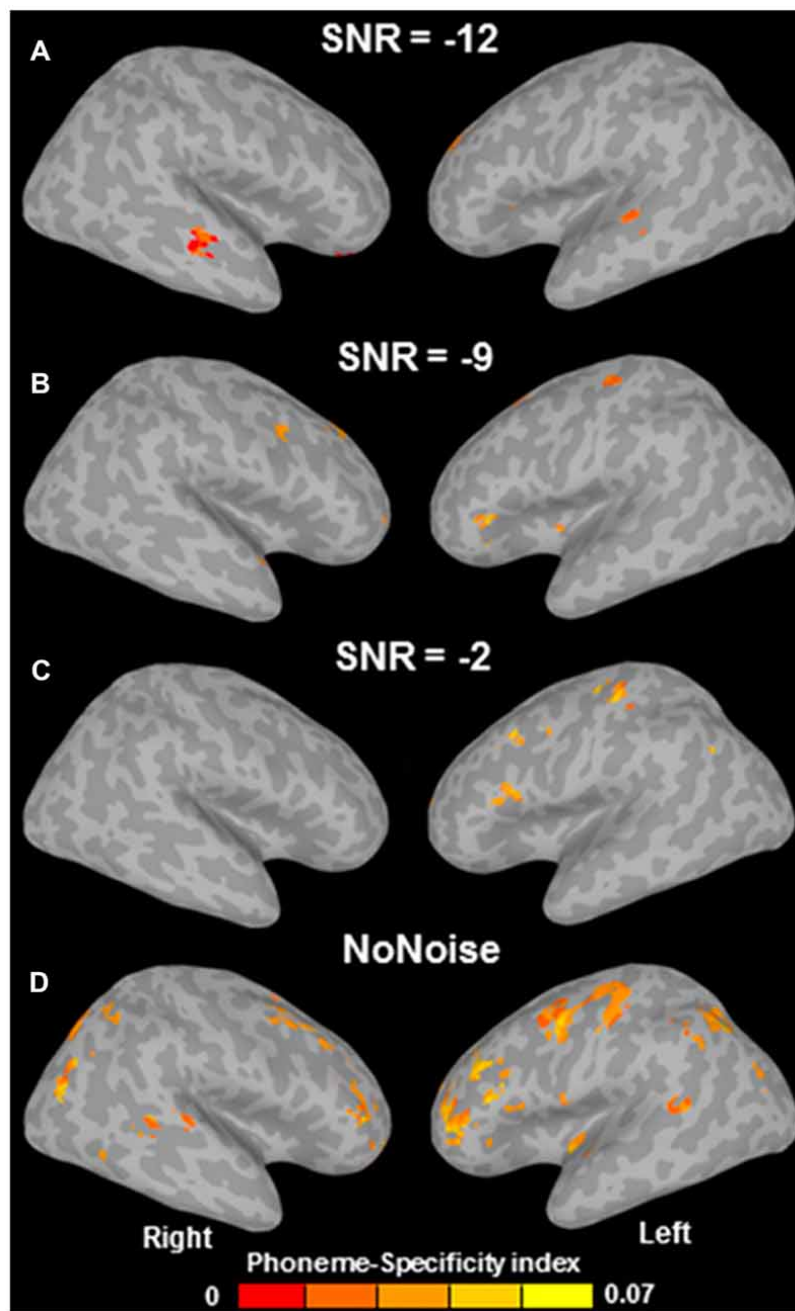 A
SNR = -12
B
SNR = -9
C
SNR = -2
D
NoNoise
Right
Left
Phoneme-Specificity index
0
0.07